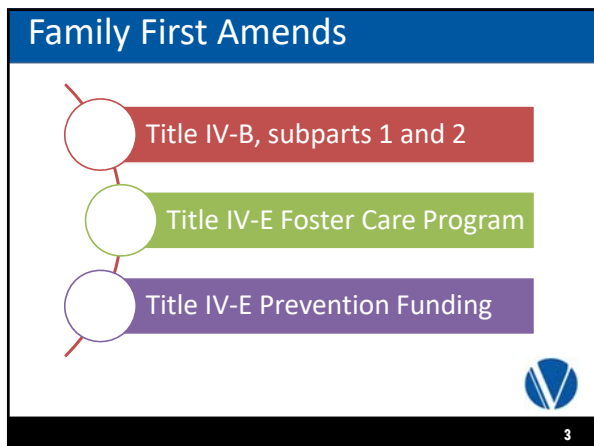 Family First Amends
Title IV-B, subparts 1 and 2
Title IV-E Foster Care Program
Title IV-E Prevention Funding
3